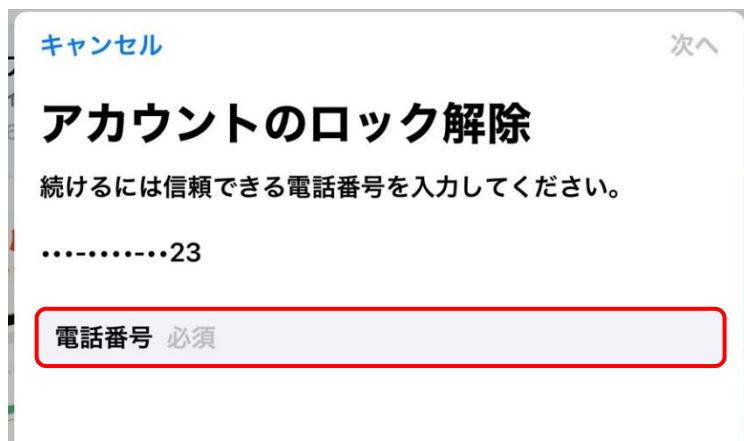 キャンセル
次へ
アカウントのロック解除
続けるには信頼できる電話番号を入力してください。
•••-••••-••23
電話番号 必須